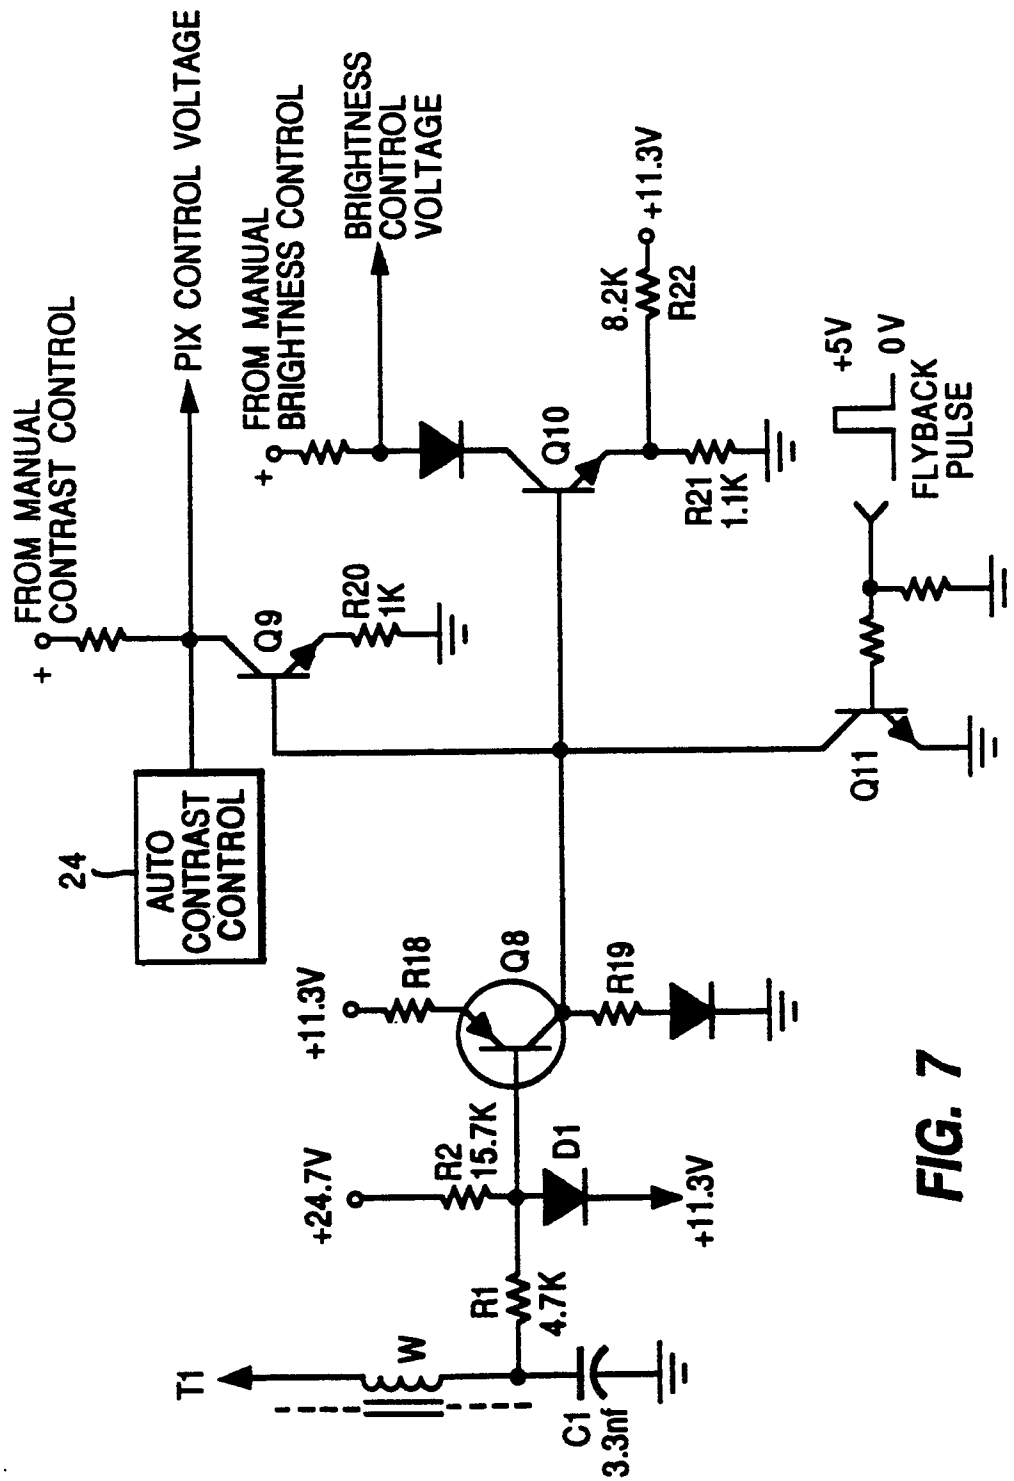 FROM MANUAL
CONTRAST CONTROL
+
PIX CONTROL VOLTAGE
24
AUTO
CONTRAST
CONTROL
Q9
R20
1K
FROM MANUAL
BRIGHTNESS CONTROL
+
BRIGHTNESS
CONTROL
VOLTAGE
Q10
8.2K
R22
+11.3V
R21
1.1K
T1
W
C1
3.3nf
R1
4.7K
+24.7V
R2
15.7K
D1
+11.3V
+11.3V
R18
Q8
R19
Q11
+5V
0V
FLYBACK
PULSE
FIG. 7